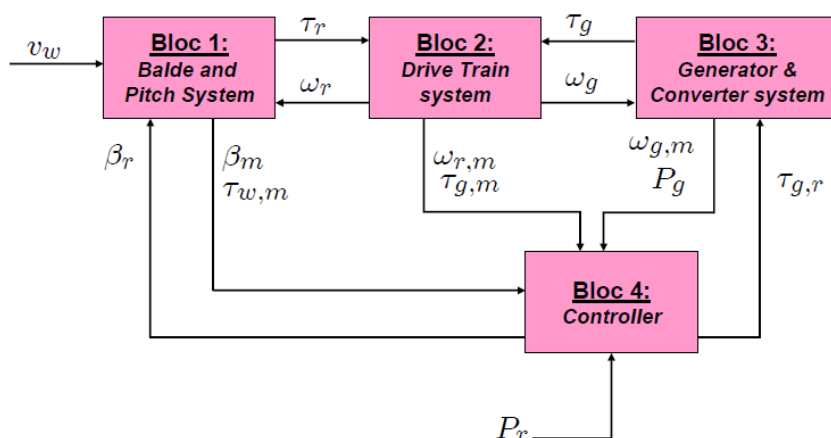 v_w
Bloc 1:
Balde and
Pitch System
τ_r
ω_r
Bloc 2:
Drive Train
system
τ_g
ω_g
Bloc 3:
Generator &
Converter system
β_r
β_m
τ_{w,m}
ω_{r,m}
τ_{g,m}
ω_{g,m}
P_g
τ_{g,r}
Bloc 4:
Controller
P_r